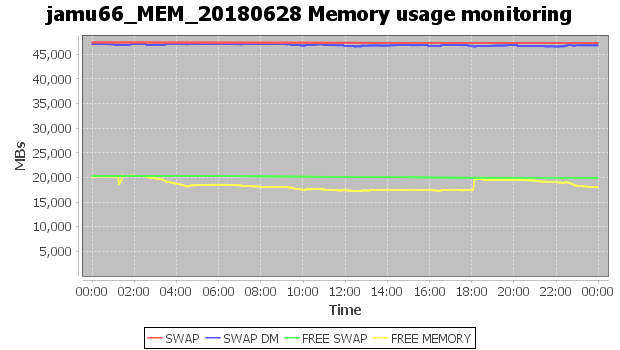 jamu66_MEM_20180628 Memory usage monitoring
MBs
45,000
40,000
35,000
30,000
25,000
20,000
15,000
10,000
5,000
00:00 02:00 04:00 06:00 08:00 10:00 12:00 14:00 16:00 18:00 20:00 22:00 00:00
Time
SWAP SWAP DM FREE SWAP FREE MEMORY